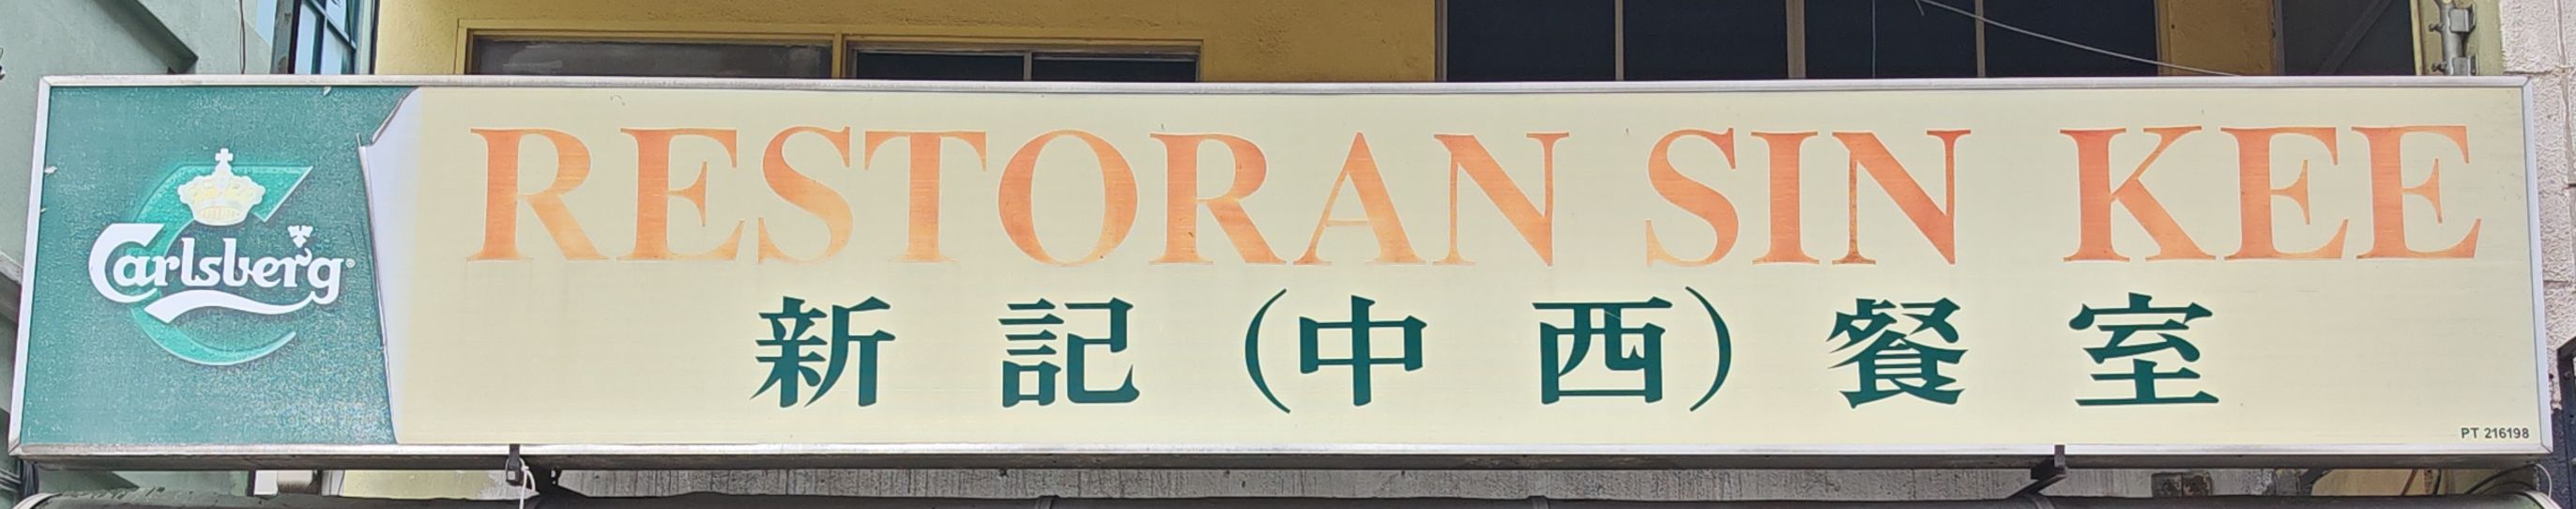 Carlsberg
RESTORAN SIN KEE
新記(中西)餐室
PT 216198